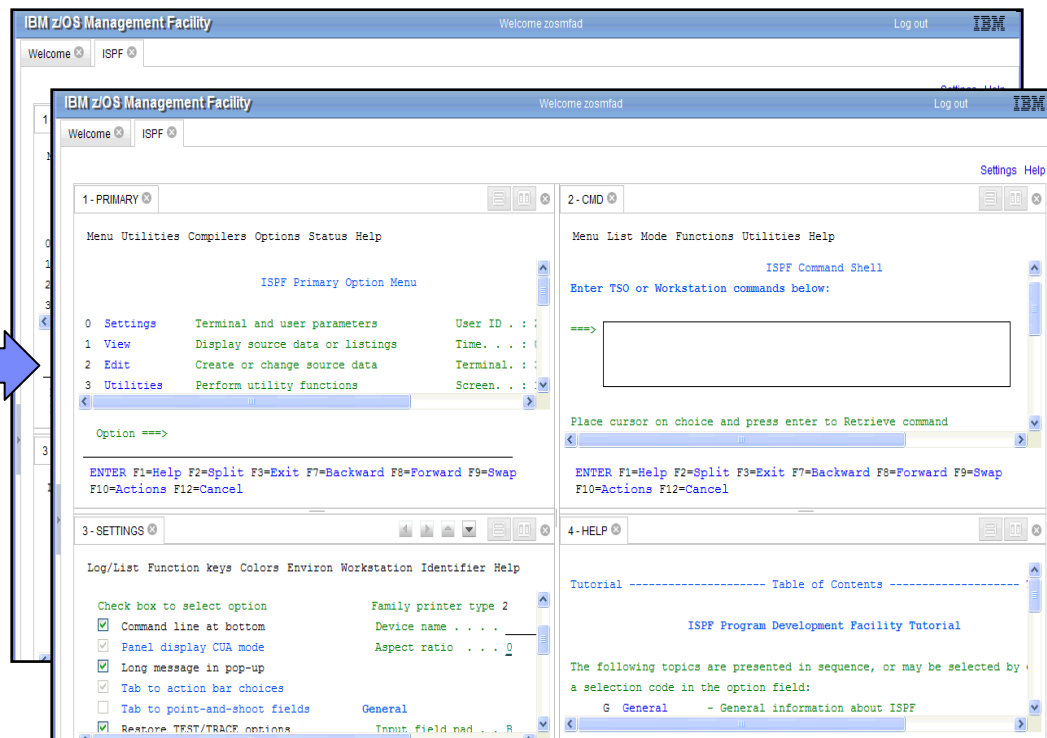 IBM z/OS Management Facility Welcome zosmfad Log out IBM
Welcome ISPF
IBM z/OS Management Facility Welcome zosmfad Log out IBM
Welcome ISPF
Settings Help
1
1 - PRIMARY 2 - CMD
Menu Utilities Compilers Options Status Help Menu List Mode Functions Utilities Help
ISPF Primary Option Menu ISPF Command Shell
Enter TSO or Workstation commands below:
0 Settings Terminal and user parameters User ID . :
1 View Display source data or listings Time. . . :
2 Edit Create or change source data Terminal. :
3 Utilities Perform utility functions Screen. . :
===>
Place cursor on choice and press enter to Retrieve command
Option ===>
ENTER F1=Help F2=Split F3=Exit F7=Backward F8=Forward F9=Swap
F10=Actions F12=Cancel
ENTER F1=Help F2=Split F3=Exit F7=Backward F8=Forward F9=Swap
F10=Actions F12=Cancel
3
3 - SETTINGS 4 - HELP
Log/List Function keys Colors Environ Workstation Identifier Help
Check box to select option Family printer type 2
Command line at bottom Device name . . . .
Panel display CUA mode Aspect ratio . . . 0
Long message in pop-up
Tab to action bar choices
Tab to point-and-shoot fields General
Restore TEST/TRACE options Input field pad . . B
Tutorial --------------------- Table of Contents --------------------
ISPF Program Development Facility Tutorial
The following topics are presented in sequence, or may be selected by
a selection code in the option field:
G General - General information about ISPF